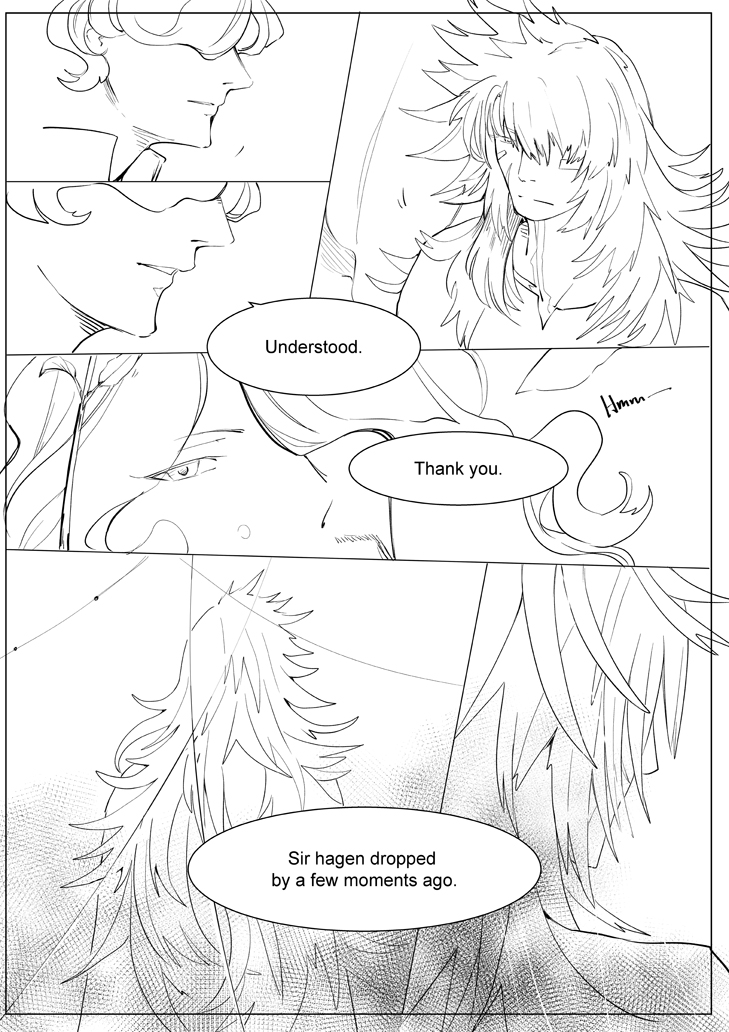 Understood.
Hmm
Thank you.
Sir hagen dropped
by a few moments ago.